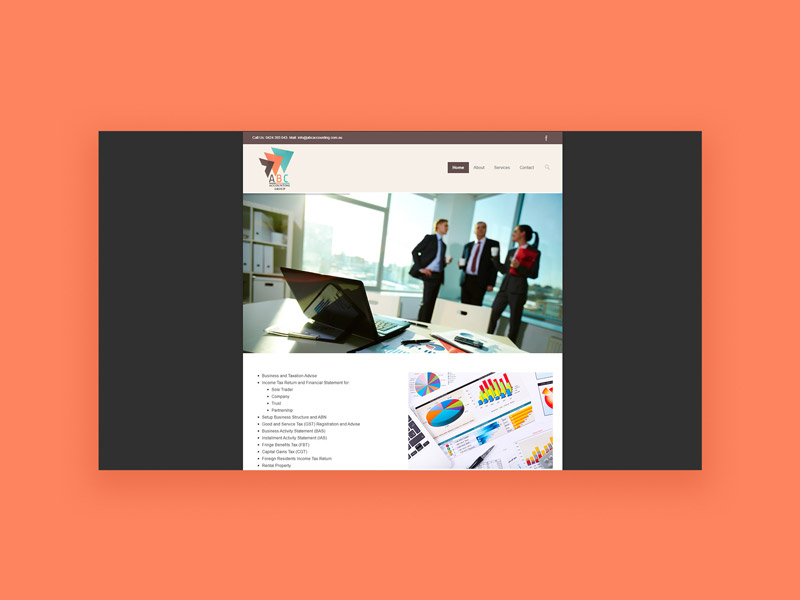 Call Us 0424 193 043 Mail: info@abcaccounting.com.au
ABC
ACCOUNTING
GROUP
Home About Services Contact
Business and Taxation Advise
Income Tax Return and Financial Statement for:
Sole Trader
Company
Trust
Partnership
Setup Business Structure and ABN
Good and Service Tax (GST) Registration and Advise
Business Activity Statement (BAS)
Instalment Activity Statement (IAS)
Fringe Benefits Tax (FBT)
Capital Gains Tax (CGT)
Foreign Residents Income Tax Return
Rental Property